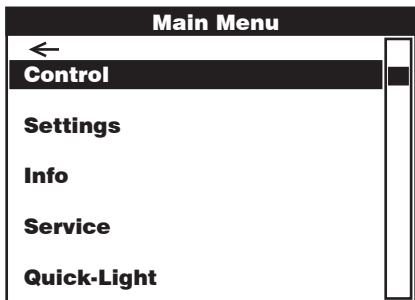 Main Menu
←
Control
Settings
Info
Service
Quick-Light